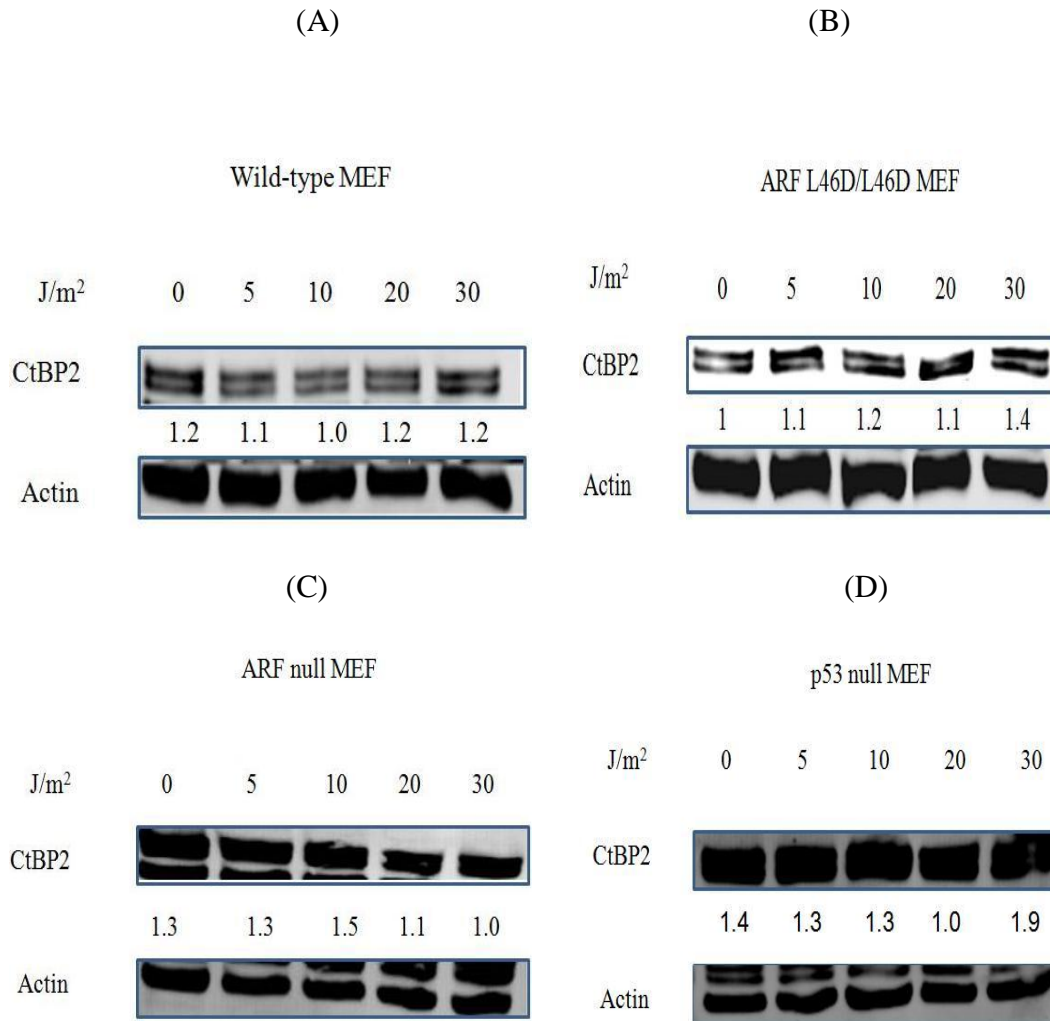 (A)
Wild-type MEF
J/m² 0 5 10 20 30
CtBP2
1.2 1.1 1.0 1.2 1.2
Actin
(B)
ARF L46D/L46D MEF
J/m² 0 5 10 20 30
CtBP2
1 1.1 1.2 1.1 1.4
Actin
(C)
ARF null MEF
J/m² 0 5 10 20 30
CtBP2
1.3 1.3 1.5 1.1 1.0
Actin
(D)
p53 null MEF
J/m² 0 5 10 20 30
CtBP2
1.4 1.3 1.3 1.0 1.9
Actin